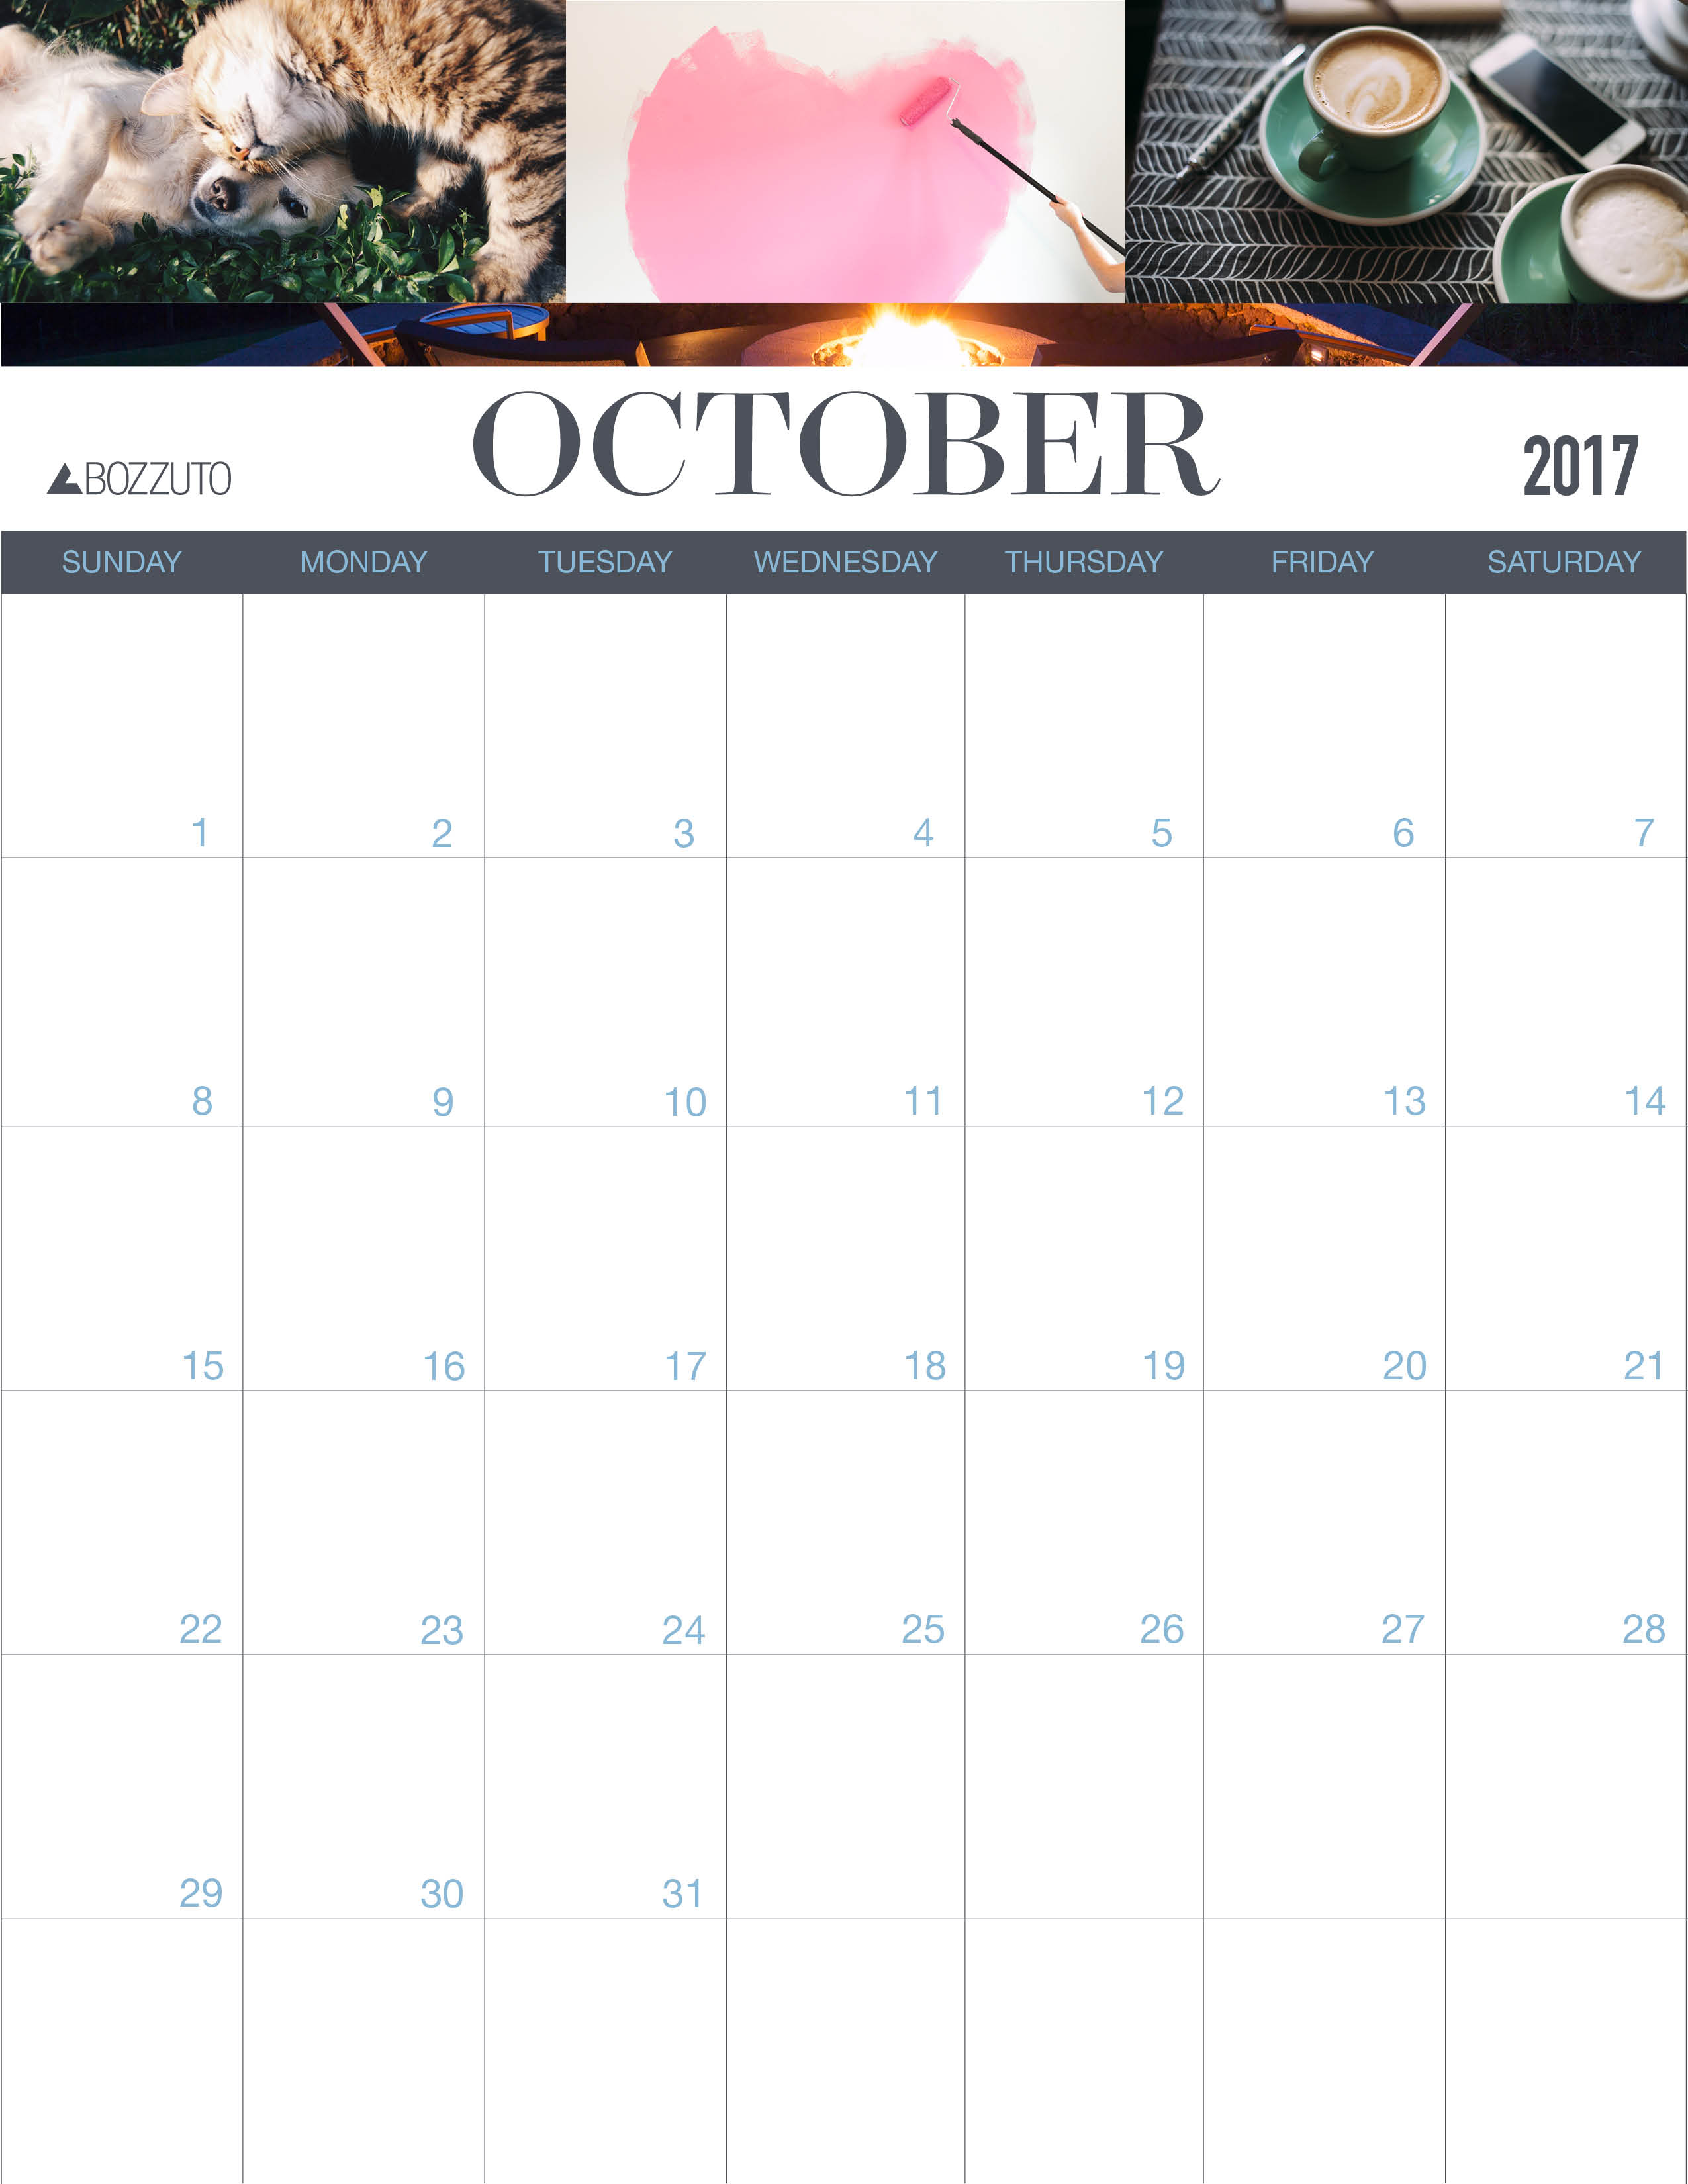 OCTOBER
BOZZUTO
2017
SUNDAY MONDAY TUESDAY WEDNESDAY THURSDAY FRIDAY SATURDAY
1 2 3 4 5 6 7
8 9 10 11 12 13 14
15 16 17 18 19 20 21
22 23 24 25 26 27 28
29 30 31